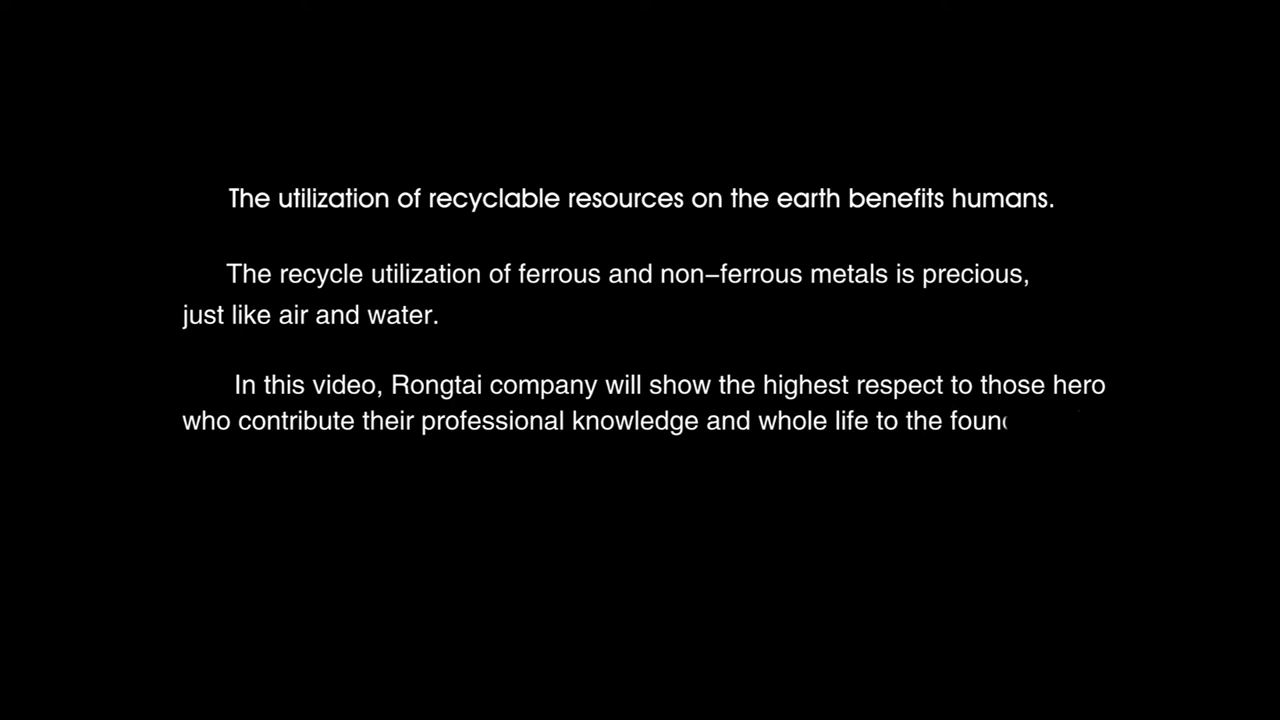 The utilization of recyclable resources on the earth benefits humans.
The recycle utilization of ferrous and non–ferrous metals is precious,
just like air and water.
In this video, Rongtai company will show the highest respect to those hero
who contribute their professional knowledge and whole life to the